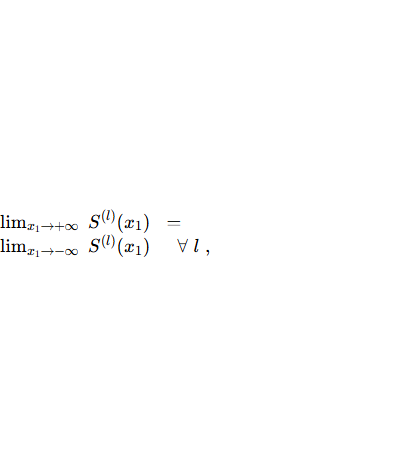 lim_{x_1→+∞} S^{(l)}(x_1) =
lim_{x_1→−∞} S^{(l)}(x_1) ∀ l ,